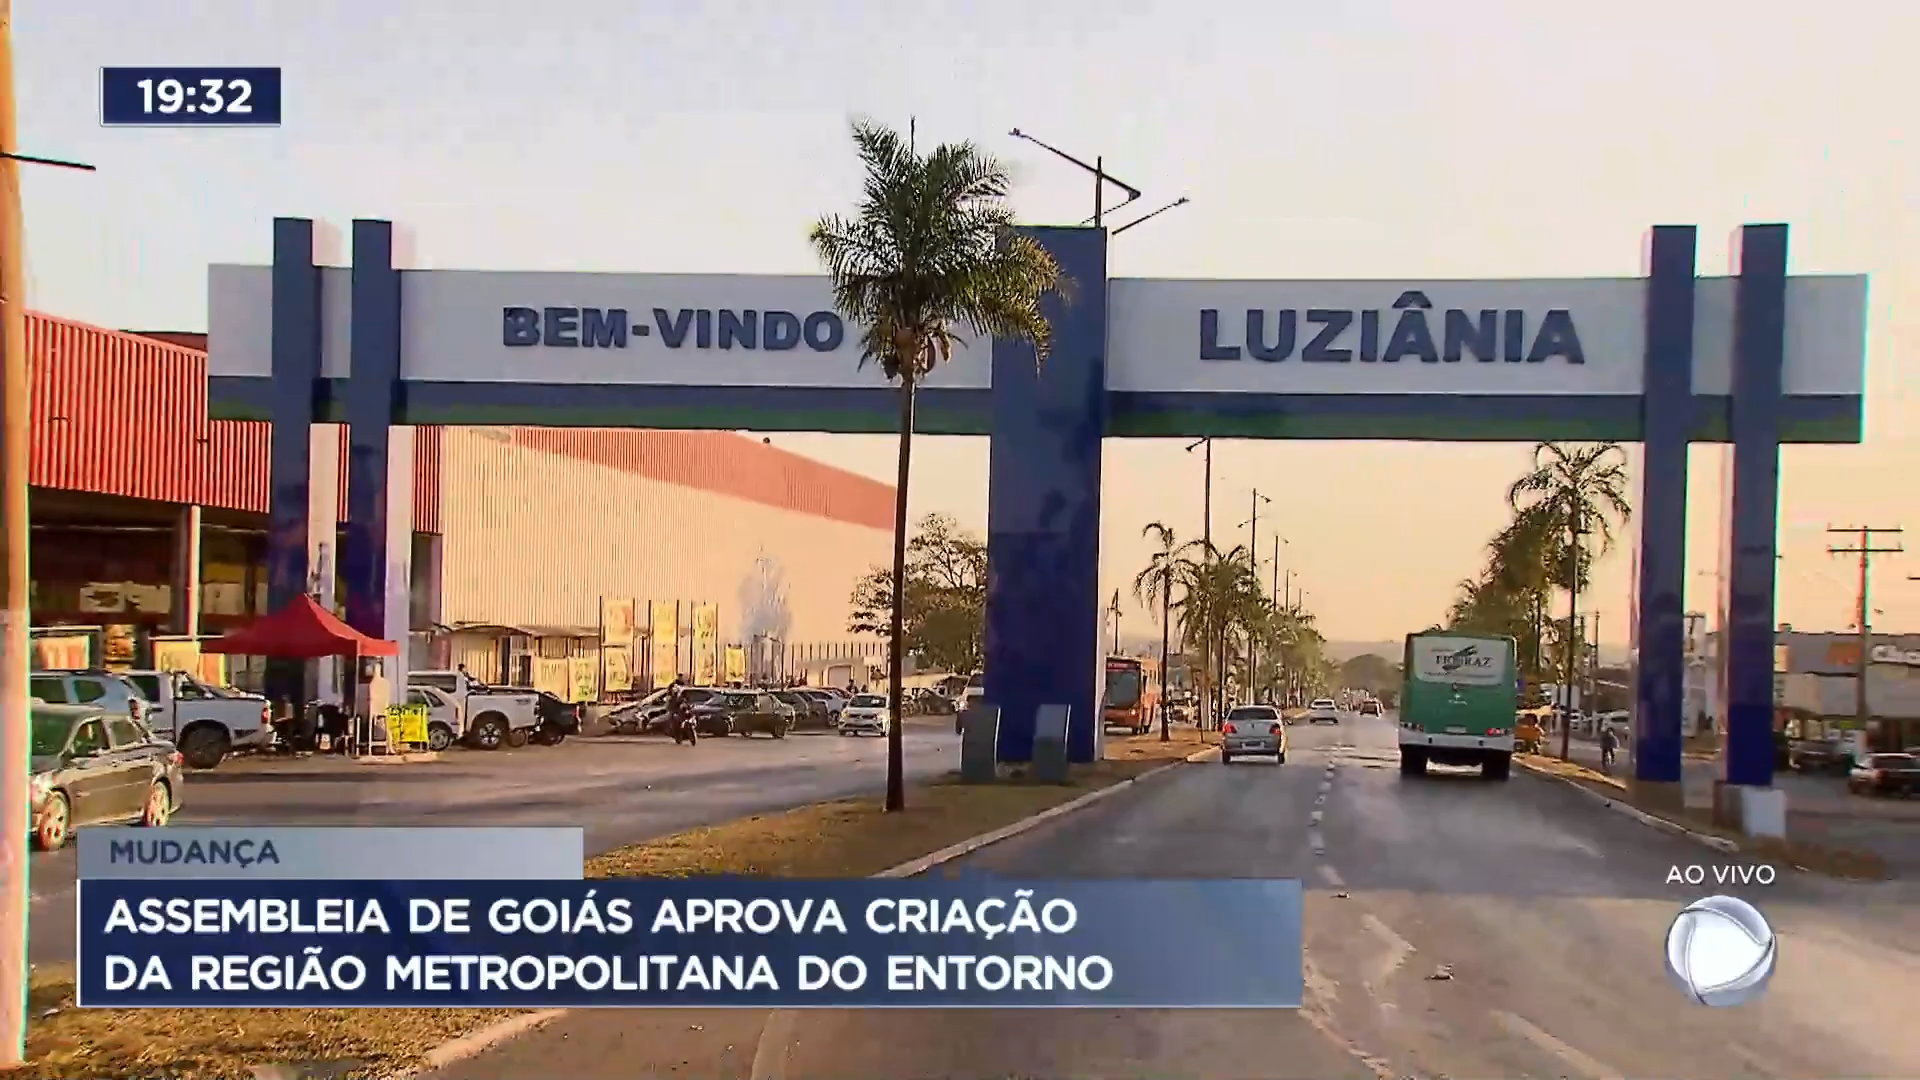 19:32
BEM-VINDO
LUZIÂNIA
MUDANÇA
ASSEMBLEIA DE GOIÁS APROVA CRIAÇÃO
DA REGIÃO METROPOLITANA DO ENTORNO
AO VIVO